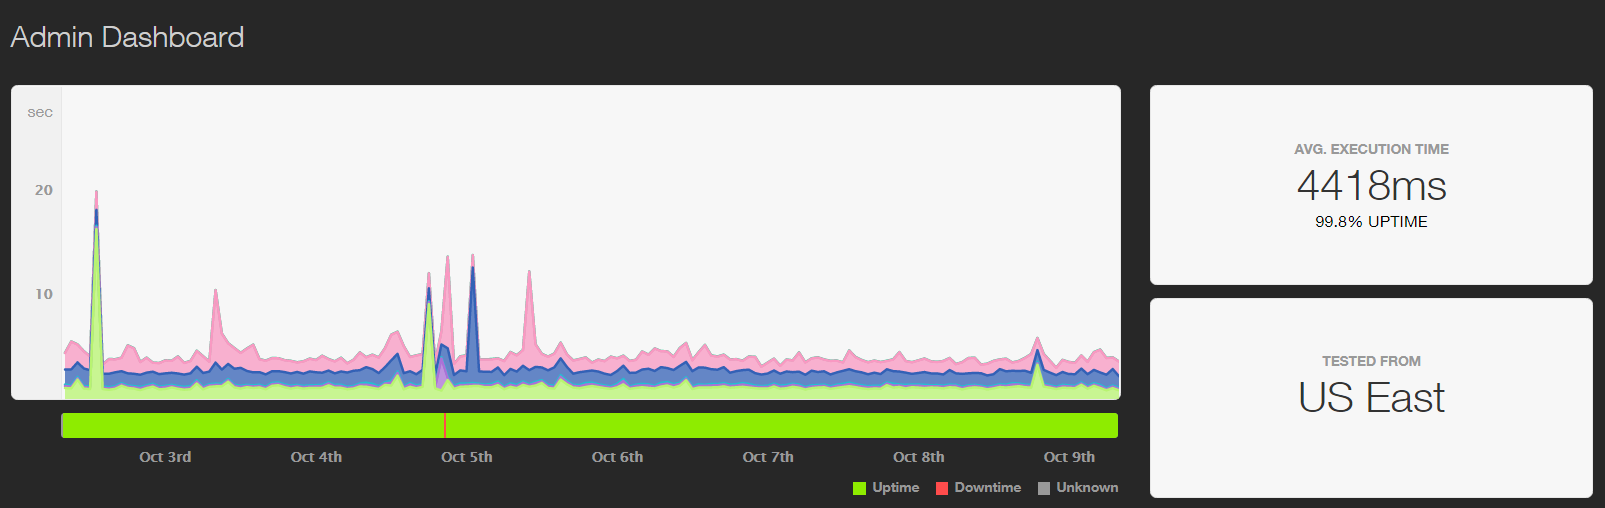 Admin Dashboard
sec
20
10
Oct 3rd Oct 4th Oct 5th Oct 6th Oct 7th Oct 8th Oct 9th
Uptime Downtime Unknown
AVG. EXECUTION TIME
4418ms
99.8% UPTIME
TESTED FROM
US East